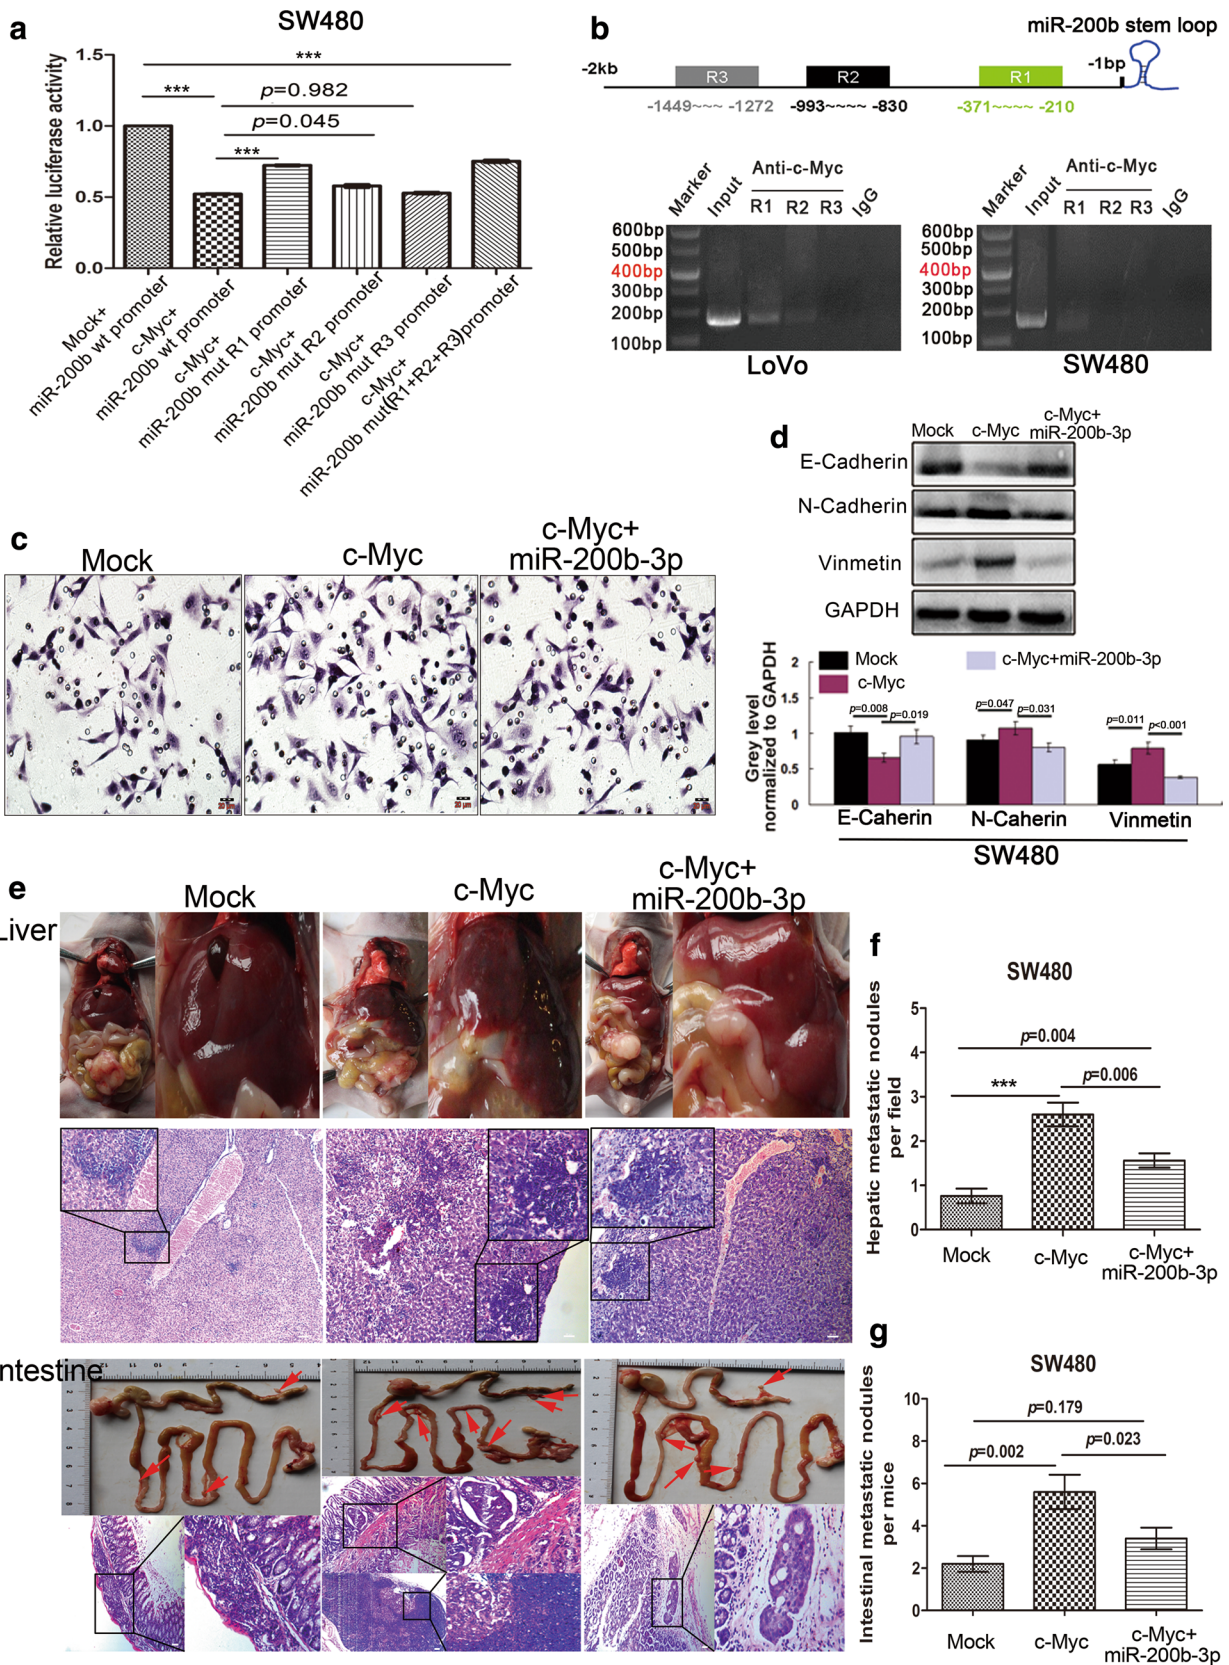 a
SW480
Relative luciferase activity
1.5
1.0
0.5
0.0
***
***
p=0.982
p=0.045
***
Mock+
miR-200b wt promoter
c-Myc+
miR-200b wt promoter
c-Myc+
miR-200b mut R1 promoter
c-Myc+
miR-200b mut R2 promoter
c-Myc+
miR-200b mut R3 promoter
c-Myc+
miR-200b mut(R1+R2+R3)promoter
b
miR-200b stem loop
-2kb
R3
R2
R1
-1bp
-1449~~~ -1272
-993~~~~ -830
-371~~~~ -210
Marker
Input
Anti-c-Myc
R1 R2 R3
IgG
600bp
500bp
400bp
300bp
200bp
100bp
LoVo
Marker
Input
Anti-c-Myc
R1 R2 R3
IgG
600bp
500bp
400bp
300bp
200bp
100bp
SW480
c
Mock
c-Myc
c-Myc+
miR-200b-3p
20 μm
20 μm
20 μm
d
Mock
c-Myc
c-Myc+
miR-200b-3p
E-Cadherin
N-Cadherin
Vinmetin
GAPDH
Grey level
normalized to GAPDH
2
1.5
1
0.5
0
Mock
c-Myc
c-Myc+miR-200b-3p
p=0.008
p=0.019
p=0.047
p=0.031
p=0.011
p<0.001
E-Caherin
N-Caherin
Vinmetin
SW480
e
Mock
c-Myc
c-Myc+
miR-200b-3p
Liver
ntestine
f
SW480
Hepatic metastatic nodules
per field
5
4
3
2
1
0
p=0.004
***
p=0.006
Mock
c-Myc
c-Myc+
miR-200b-3p
g
SW480
Intestinal metastatic nodules
per mice
10
8
6
4
2
0
p=0.179
p=0.002
p=0.023
Mock
c-Myc
c-Myc+
miR-200b-3p